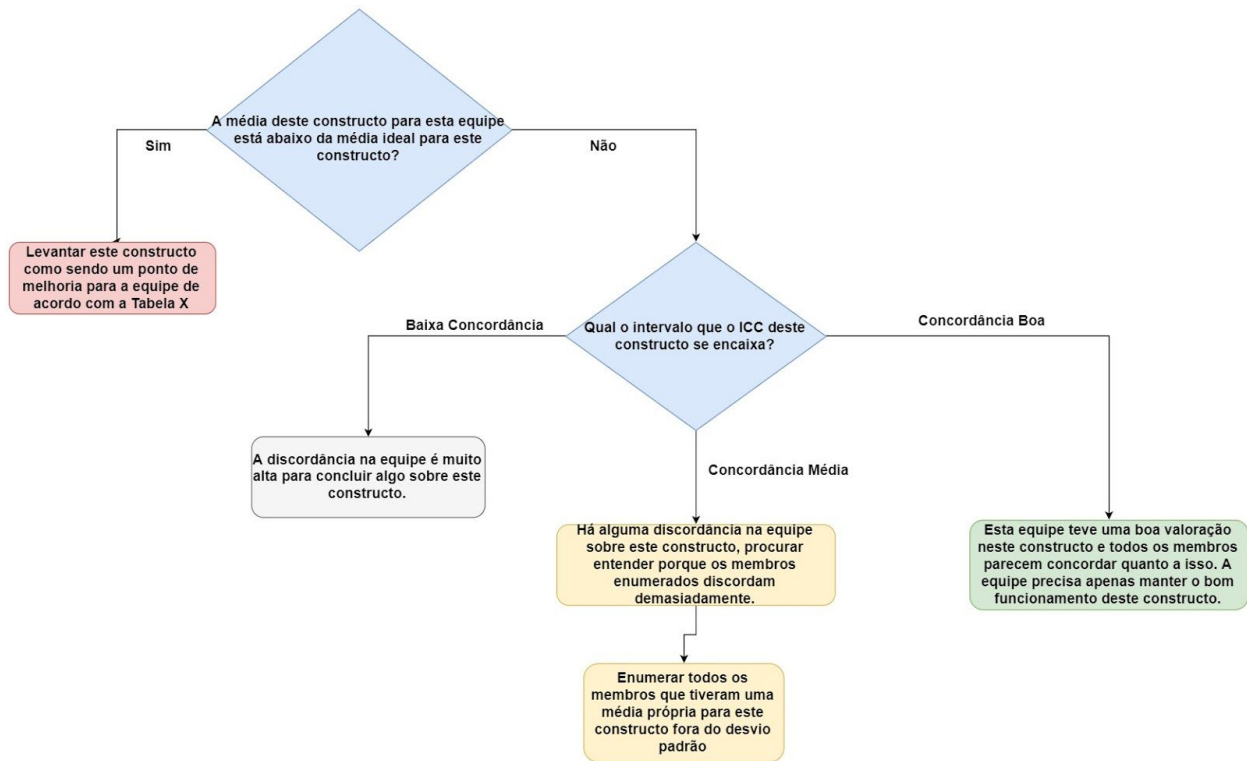 A média deste constructo para esta equipe
está abaixo da média ideal para este
constructo?
Sim
Não
Levantar este constructo
como sendo um ponto de
melhoria para a equipe de
acordo com a Tabela X
Baixa Concordância
Qual o intervalo que o ICC deste
constructo se encaixa?
Concordância Boa
A discordância na equipe é muito
alta para concluir algo sobre este
constructo.
Concordância Média
Há alguma discordância na equipe
sobre este constructo, procurar
entender porque os membros
enumerados discordam
demasiadamente.
Esta equipe teve uma boa valoração
neste constructo e todos os membros
parecem concordar quanto a isso. A
equipe precisa apenas manter o bom
funcionamento deste constructo.
Enumerar todos os
membros que tiveram uma
média própria para este
constructo fora do desvio
padrão